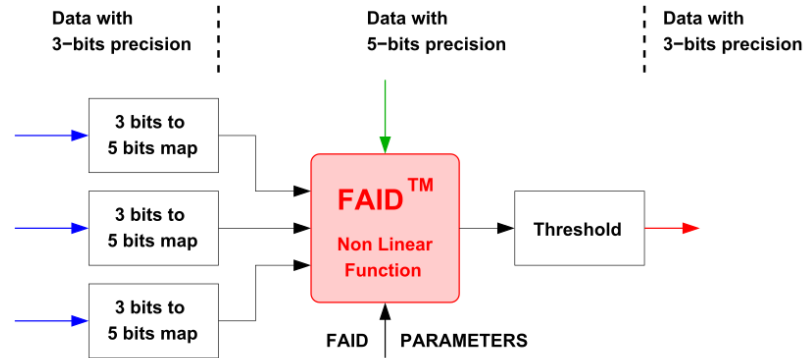 Data with
3−bits precision
Data with
5−bits precision
Data with
3−bits precision
3 bits to
5 bits map
3 bits to
5 bits map
3 bits to
5 bits map
FAID TM
Non Linear
Function
Threshold
FAID PARAMETERS